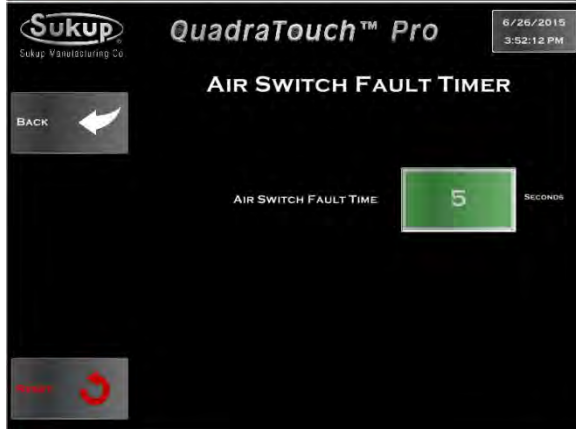 Sukup®
Sukup Manufacturing Co
QuadraTouch™ Pro
6/26/2015
3:52:12 PM
AIR SWITCH FAULT TIMER
BACK
AIR SWITCH FAULT TIME
5
SECONDS